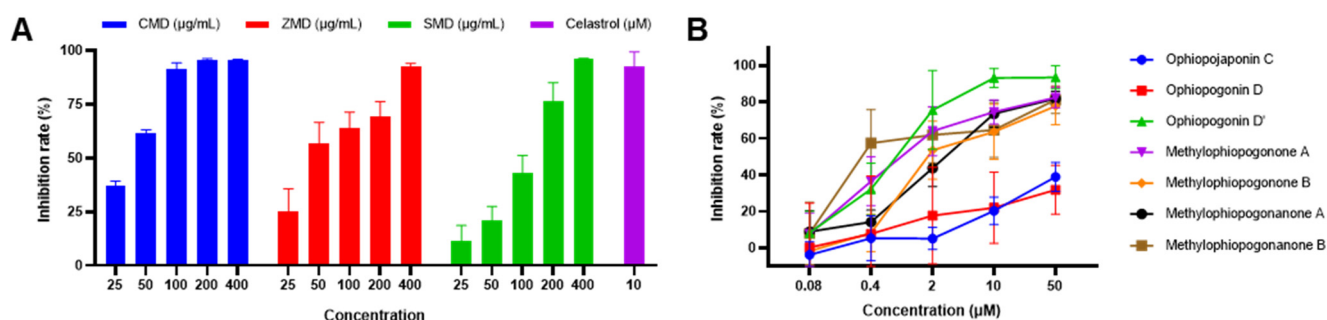 A
CMD (μg/mL) ZMD (μg/mL) SMD (μg/mL) Celastrol (μM)
Inhibition rate (%)
100
75
50
25
0
25 50 100 200 400 25 50 100 200 400 25 50 100 200 400 10
Concentration
B
Inhibition rate (%)
100
80
60
40
20
0
0.08 0.4 2 10 50
Concentration (μM)
Ophiopojaponin C
Ophiopogonin D
Ophiopogonin D'
Methylophiopogonone A
Methylophiopogonone B
Methylophiopogonanone A
Methylophiopogonanone B